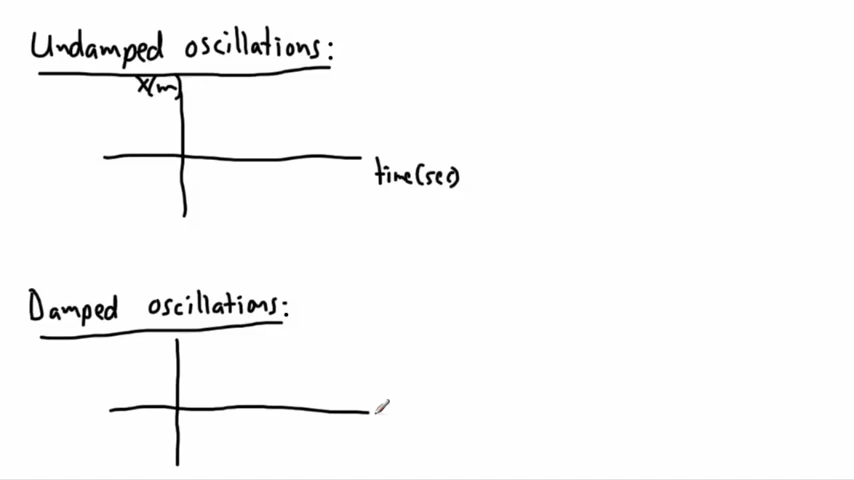 Undamped oscillations:
x(m)
time(sec)
Damped oscillations: